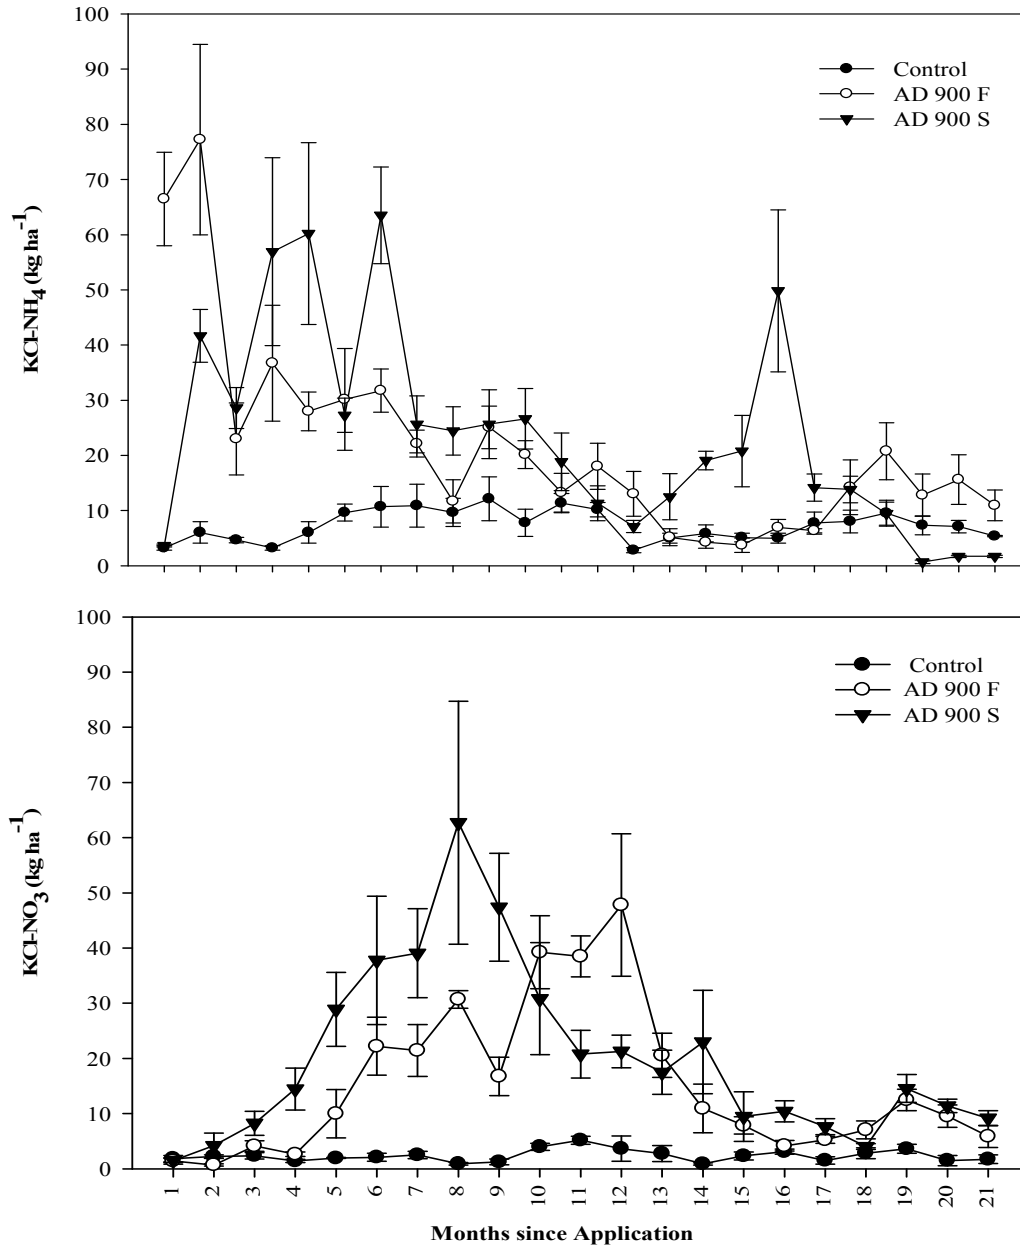 100
90
80
70
60
50
40
30
20
10
0
KCl-NH4 (kg ha-1)
Control
AD 900 F
AD 900 S
100
90
80
70
60
50
40
30
20
10
0
KCl-NO3 (kg ha-1)
Control
AD 900 F
AD 900 S
1 2 3 4 5 6 7 8 9 10 11 12 13 14 15 16 17 18 19 20 21
Months since Application